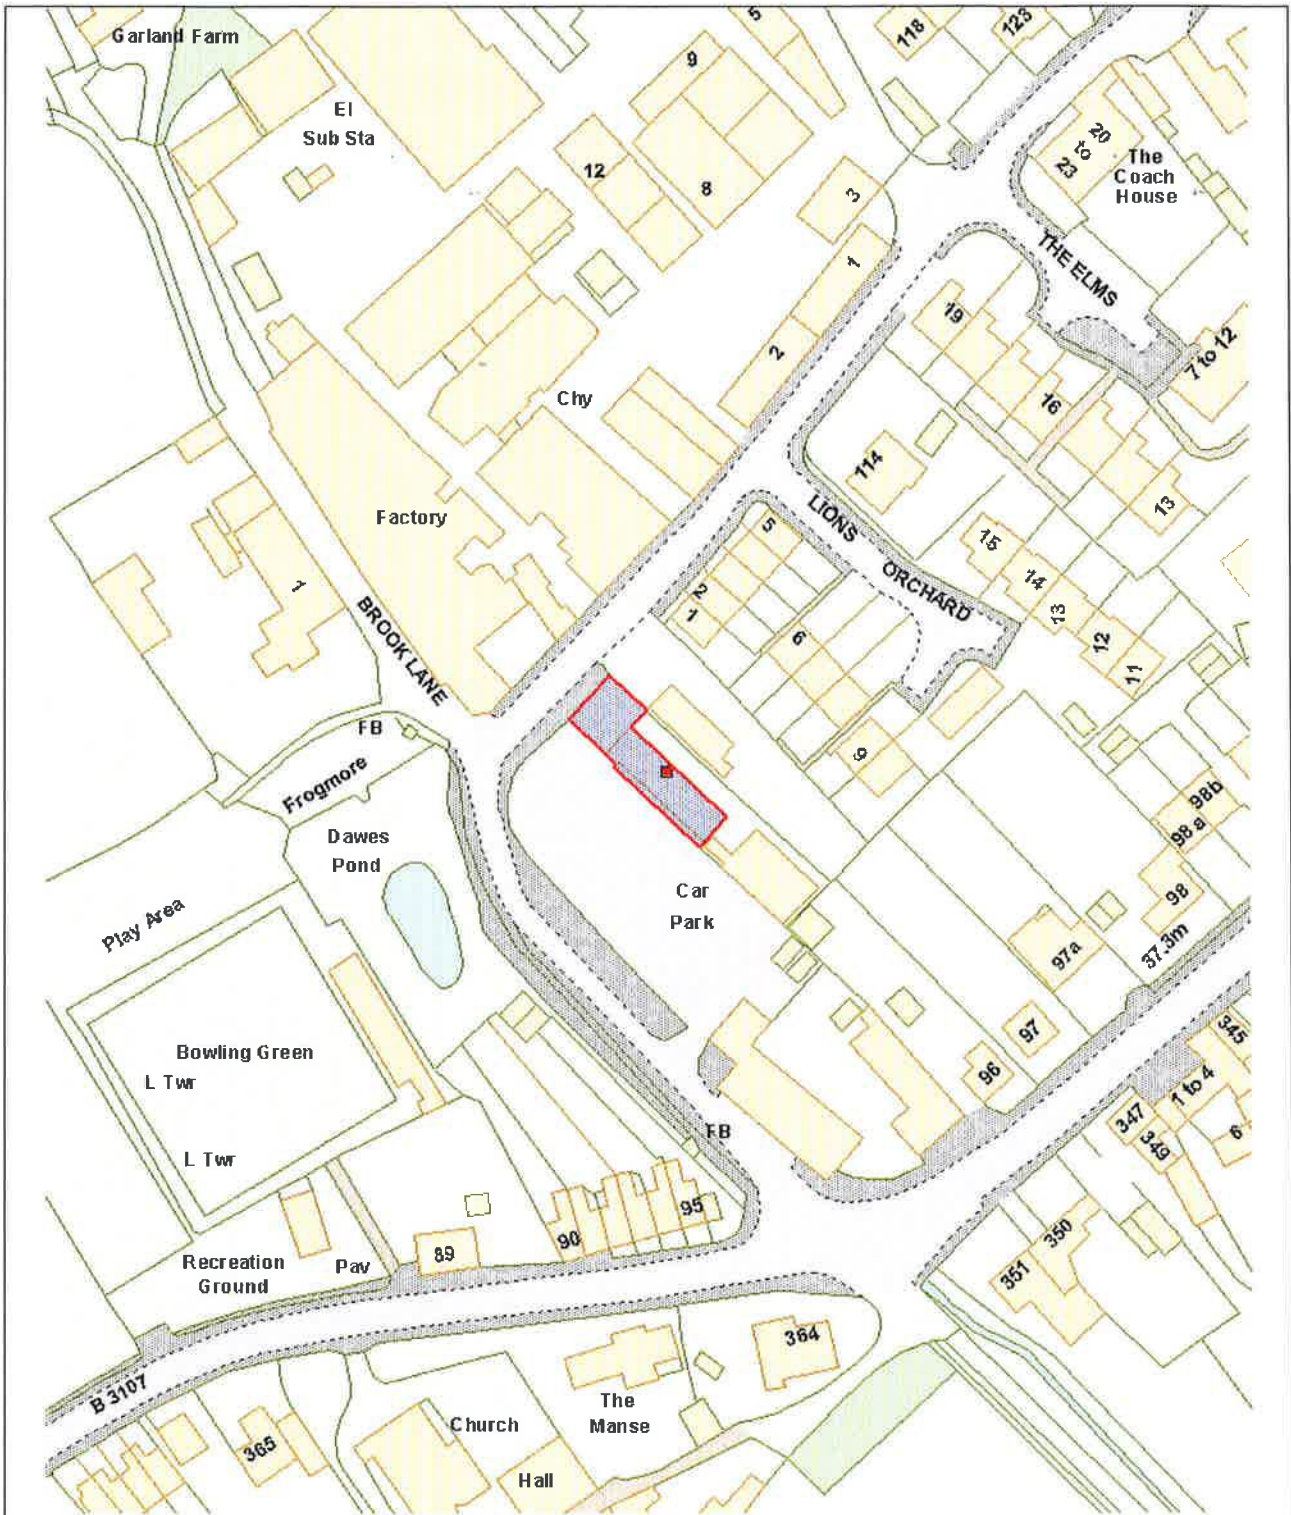 Garland Farm
El
Sub Sta
9
5
118
123
12
8
3
20
to
23
The
Coach
House
THE ELMS
1
2
19
16
7 to 12
Chy
114
13
Factory
LIONS
ORCHARD
5
2
1
6
15
14
13
12
11
1
BROOK LANE
FB
Frogmore
Dawes
Pond
9
98b
98a
98
Car
Park
Play Area
97a
37.3m
97
96
Bowling Green
L Twr
L Twr
FB
345
1 to 4
347
349
6
Recreation
Ground
Pav
89
90
95
350
351
364
B 3107
The
Manse
Church
365
Hall